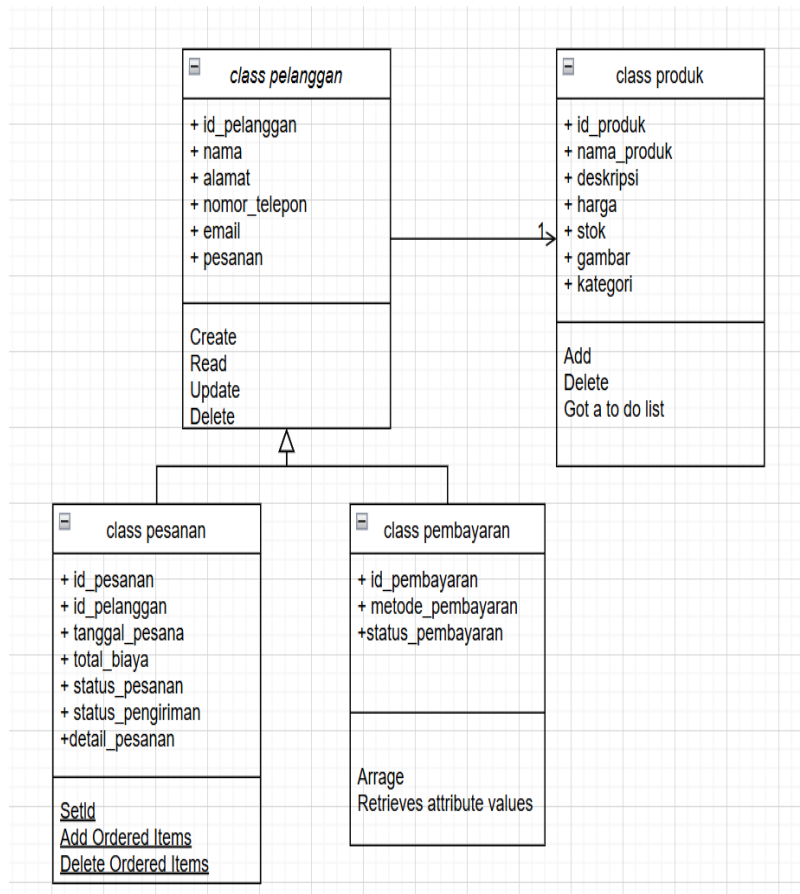 class pelanggan
+ id_pelanggan
+ nama
+ alamat
+ nomor_telepon
+ email
+ pesanan
Create
Read
Update
Delete
1
class produk
+ id_produk
+ nama_produk
+ deskripsi
+ harga
+ stok
+ gambar
+ kategori
Add
Delete
Got a to do list
class pesanan
+ id_pesanan
+ id_pelanggan
+ tanggal_pesana
+ total_biaya
+ status_pesanan
+ status_pengiriman
+detail_pesanan
SetId
Add Ordered Items
Delete Ordered Items
class pembayaran
+ id_pembayaran
+ metode_pembayaran
+status_pembayaran
Arrage
Retrieves attribute values